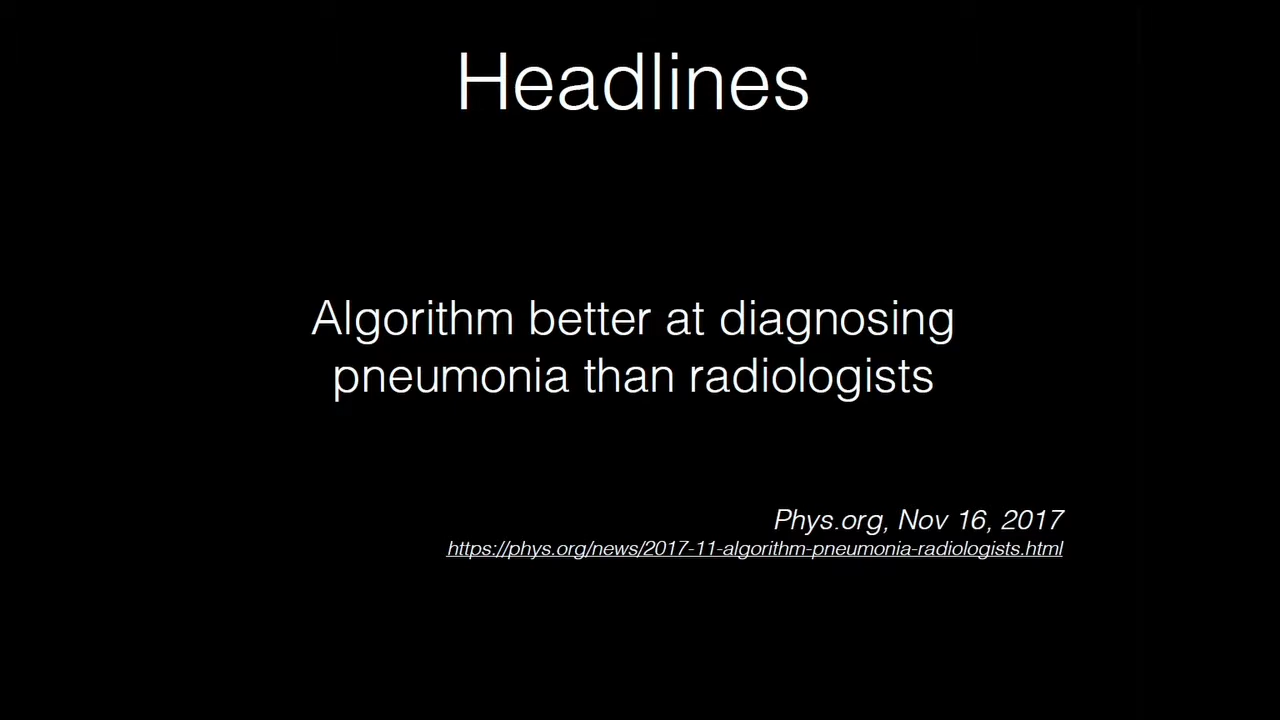 Headlines
Algorithm better at diagnosing
pneumonia than radiologists
Phys.org, Nov 16, 2017
https://phys.org/news/2017-11-algorithm-pneumonia-radiologists.html